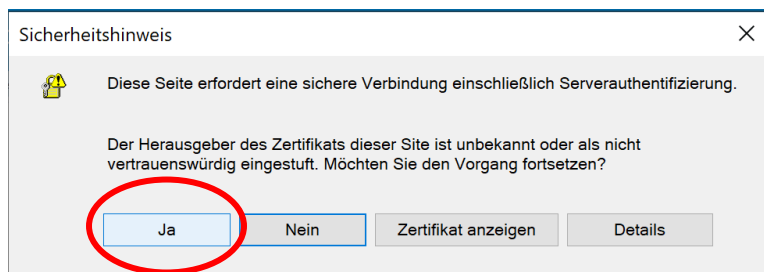 Sicherheitshinweis
Diese Seite erfordert eine sichere Verbindung einschließlich Serverauthentifizierung.
Der Herausgeber des Zertifikats dieser Site ist unbekannt oder als nicht
vertrauenswürdig eingestuft. Möchten Sie den Vorgang fortsetzen?
Ja Nein Zertifikat anzeigen Details